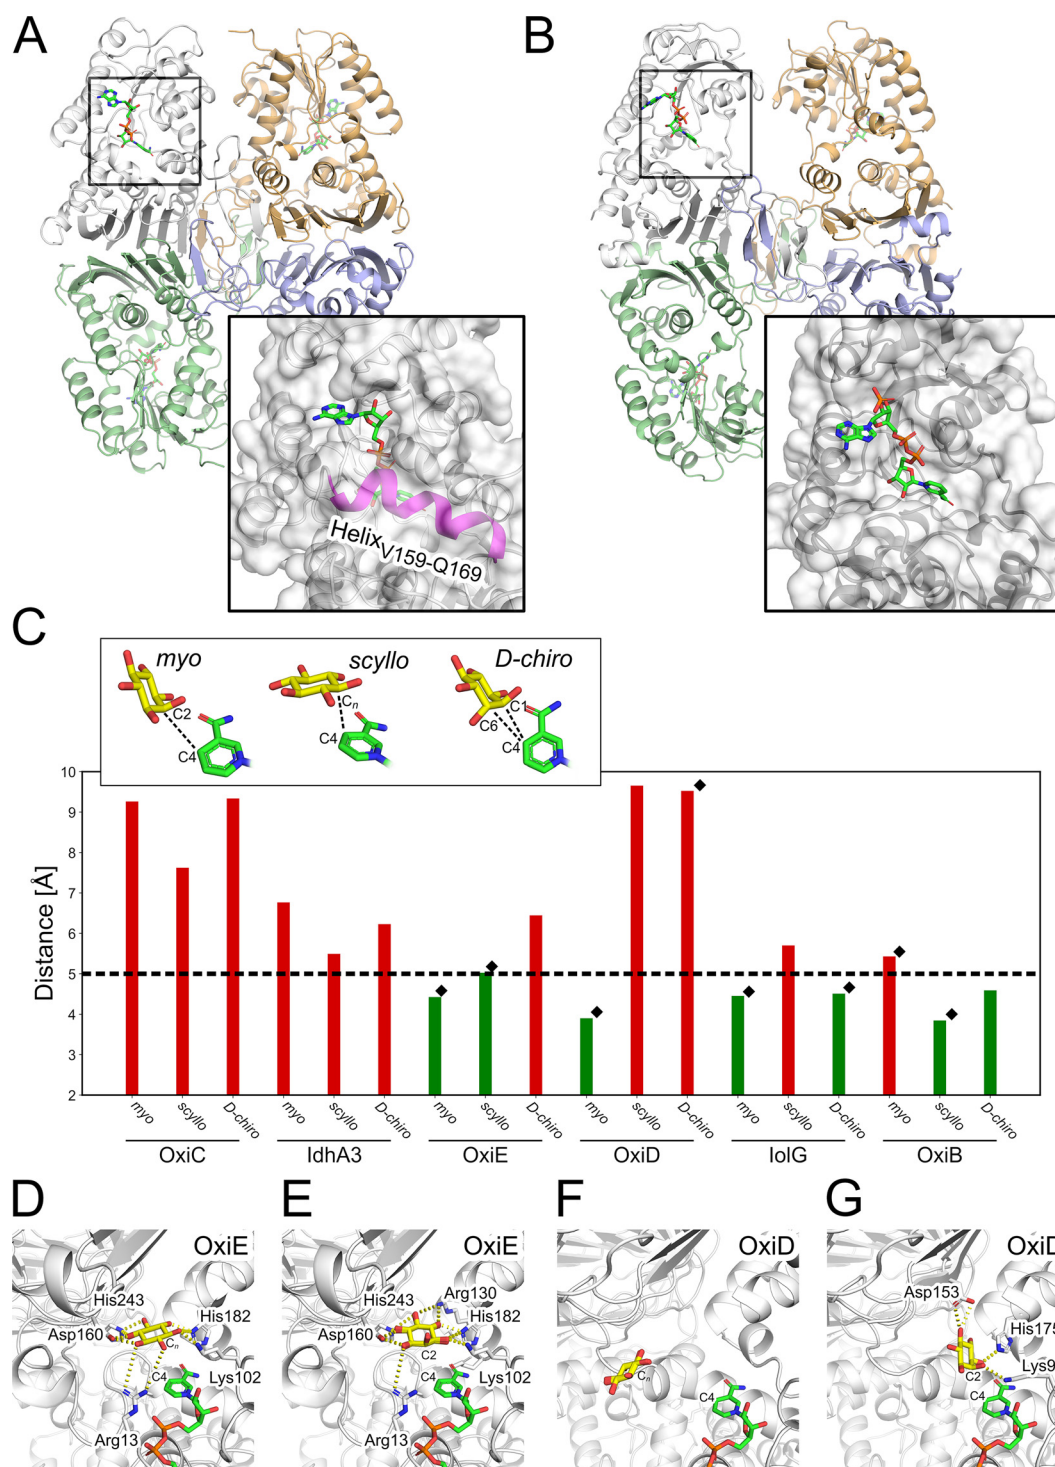 A
B
Helix V159-Q169
C
myo
scyllo
D-chiro
C2
Cn
C1
C6
C4
C4
C4
Distance [Å]
10
9
8
7
6
5
4
3
2
myo scyllo D-chiro myo scyllo D-chiro myo scyllo D-chiro myo scyllo D-chiro myo scyllo D-chiro myo scyllo D-chiro
OxiC IdhA3 OxiE OxiD IolG OxiB
D
OxiE
His243
Asp160
His182
Cn
C4
Lys102
Arg13
E
OxiE
His243
Arg130
Asp160
His182
C2
C4
Lys102
Arg13
F
OxiD
Cn
C4
G
OxiD
Asp153
His175
Lys9
C2
C4